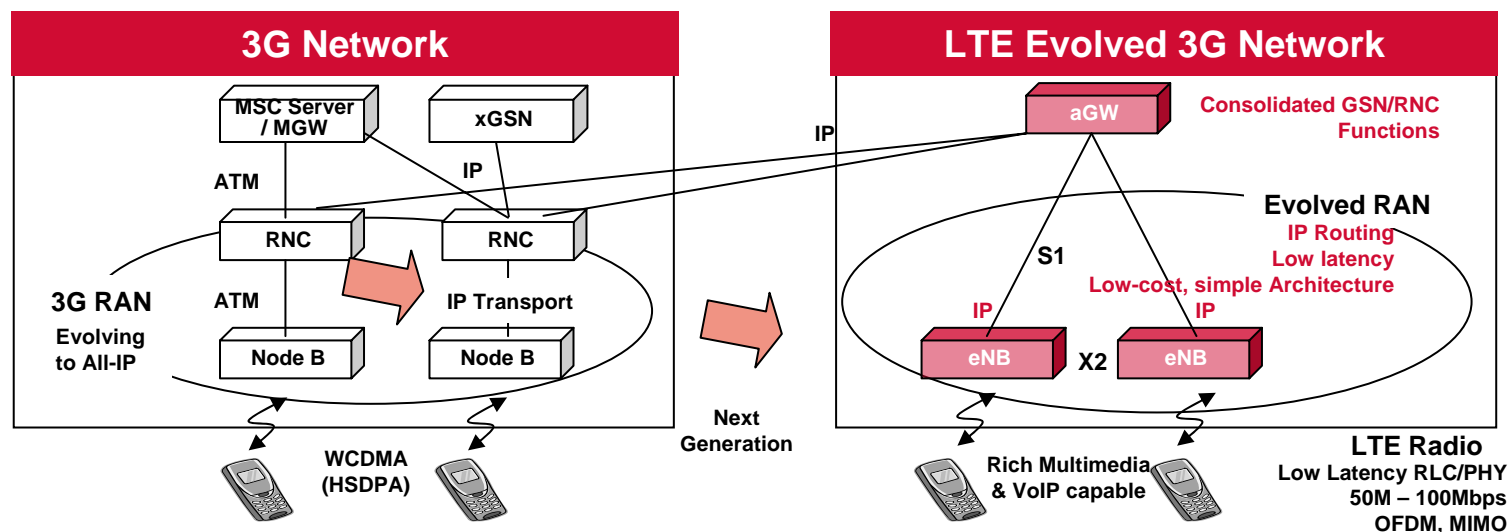 3G Network
MSC Server
/ MGW
xGSN
IP
ATM
RNC
RNC
3G RAN
Evolving
to All-IP
ATM
IP Transport
Node B
Node B
WCDMA
(HSDPA)
Next
Generation
IP
LTE Evolved 3G Network
aGW
Consolidated GSN/RNC
Functions
Evolved RAN
IP Routing
Low latency
Low-cost, simple Architecture
S1
IP
IP
eNB
X2
eNB
Rich Multimedia
& VoIP capable
LTE Radio
Low Latency RLC/PHY
50M – 100Mbps
OFDM, MIMO